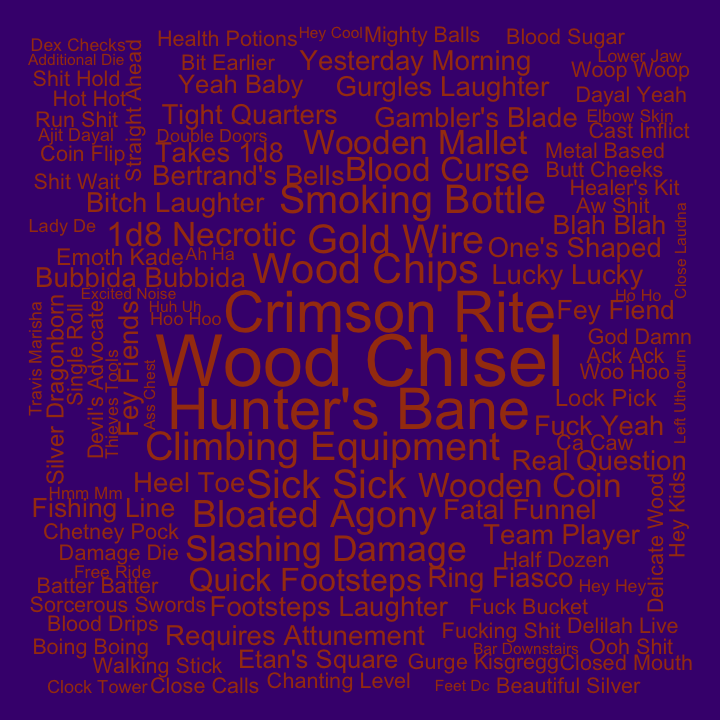 Hey Cool
Mighty Balls
Blood Sugar
Health Potions
Dex Checks
Additional Die
Bit Earlier
Yesterday Morning
Lower Jaw
Woop Woop
Shit Hold
Straight Ahead
Yeah Baby
Gurgles Laughter
Dayal Yeah
Hot Hot
Run Shit
Tight Quarters
Gambler's Blade
Elbow Skin
Cast Inflict
Ajit Dayal
Double Doors
Wooden Mallet
Coin Flip
Takes 1d8
Metal Based
Butt Cheeks
Shit Wait
Bertrand's Bells
Blood Curse
Healer's Kit
Bitch Laughter
Smoking Bottle
Aw Shit
Close Laudna
Lady De
1d8 Necrotic
Gold Wire
Blah Blah
One's Shaped
Emoth Kade
Ah Ha
Wood Chips
Lucky Lucky
Bubbida Bubbida
Excited Noise
Ho Ho
Huh Uh
Hoo Hoo
Crimson Rite
Fey Fiend
Travis Marisha
Silver Dragonborn
Single Roll
Devil's Advocate
Thieves Tools
Fey Fiends
Ass Chest
Wood Chisel
God Damn
Ack Ack
Woo Hoo
Left Uthodurn
Hunter's Bane
Lock Pick
Fuck Yeah
Climbing Equipment
Ca Caw
Real Question
Heel Toe
Sick Sick
Wooden Coin
Hmm Mm
Fishing Line
Bloated Agony
Fatal Funnel
Delicate Wood
Hey Kids
Chetney Pock
Team Player
Damage Die
Slashing Damage
Half Dozen
Free Ride
Batter Batter
Quick Footsteps
Ring Fiasco
Hey Hey
Sorcerous Swords
Footsteps Laughter
Fuck Bucket
Blood Drips
Requires Attunement
Fucking Shit
Delilah Live
Boing Boing
Bar Downstairs
Ooh Shit
Walking Stick
Etan's Square
Gurge Kisgregg
Closed Mouth
Clock Tower
Close Calls
Chanting Level
Feet Dc
Beautiful Silver